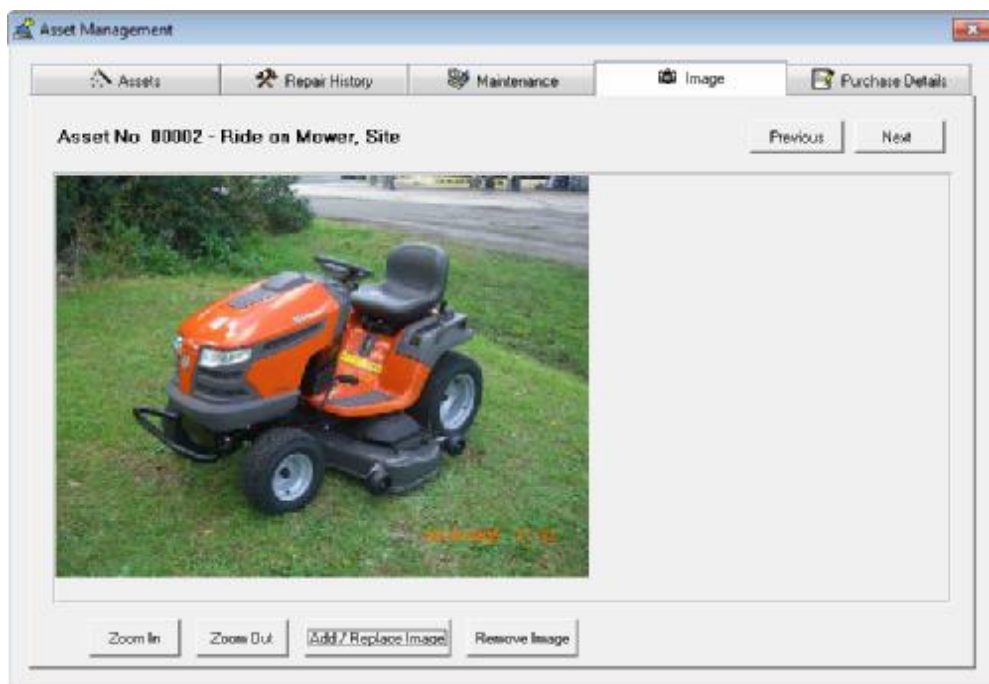 Asset Management
Assets Repair History Maintenance Image Purchase Details
Asset No 00002 - Ride on Mower, Site
Previous Next
Zoom In Zoom Out Add / Replace Image Remove Image